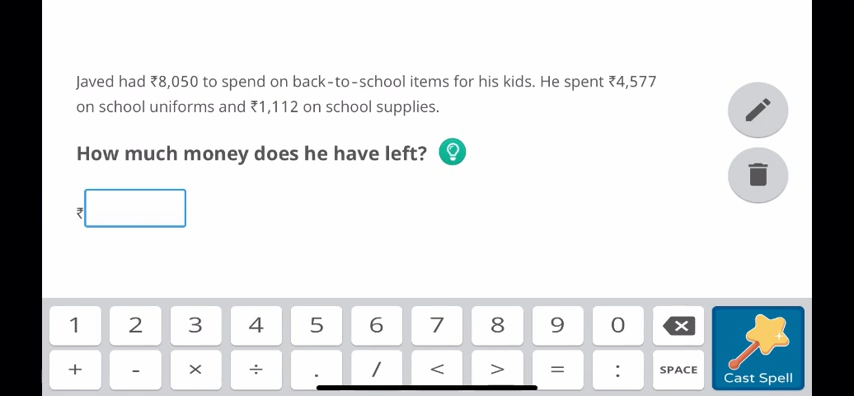 Javed had ₹8,050 to spend on back-to-school items for his kids. He spent ₹4,577
on school uniforms and ₹1,112 on school supplies.
How much money does he have left?
₹
1 2 3 4 5 6 7 8 9 0
+ - × ÷ . / < > = : SPACE
Cast Spell